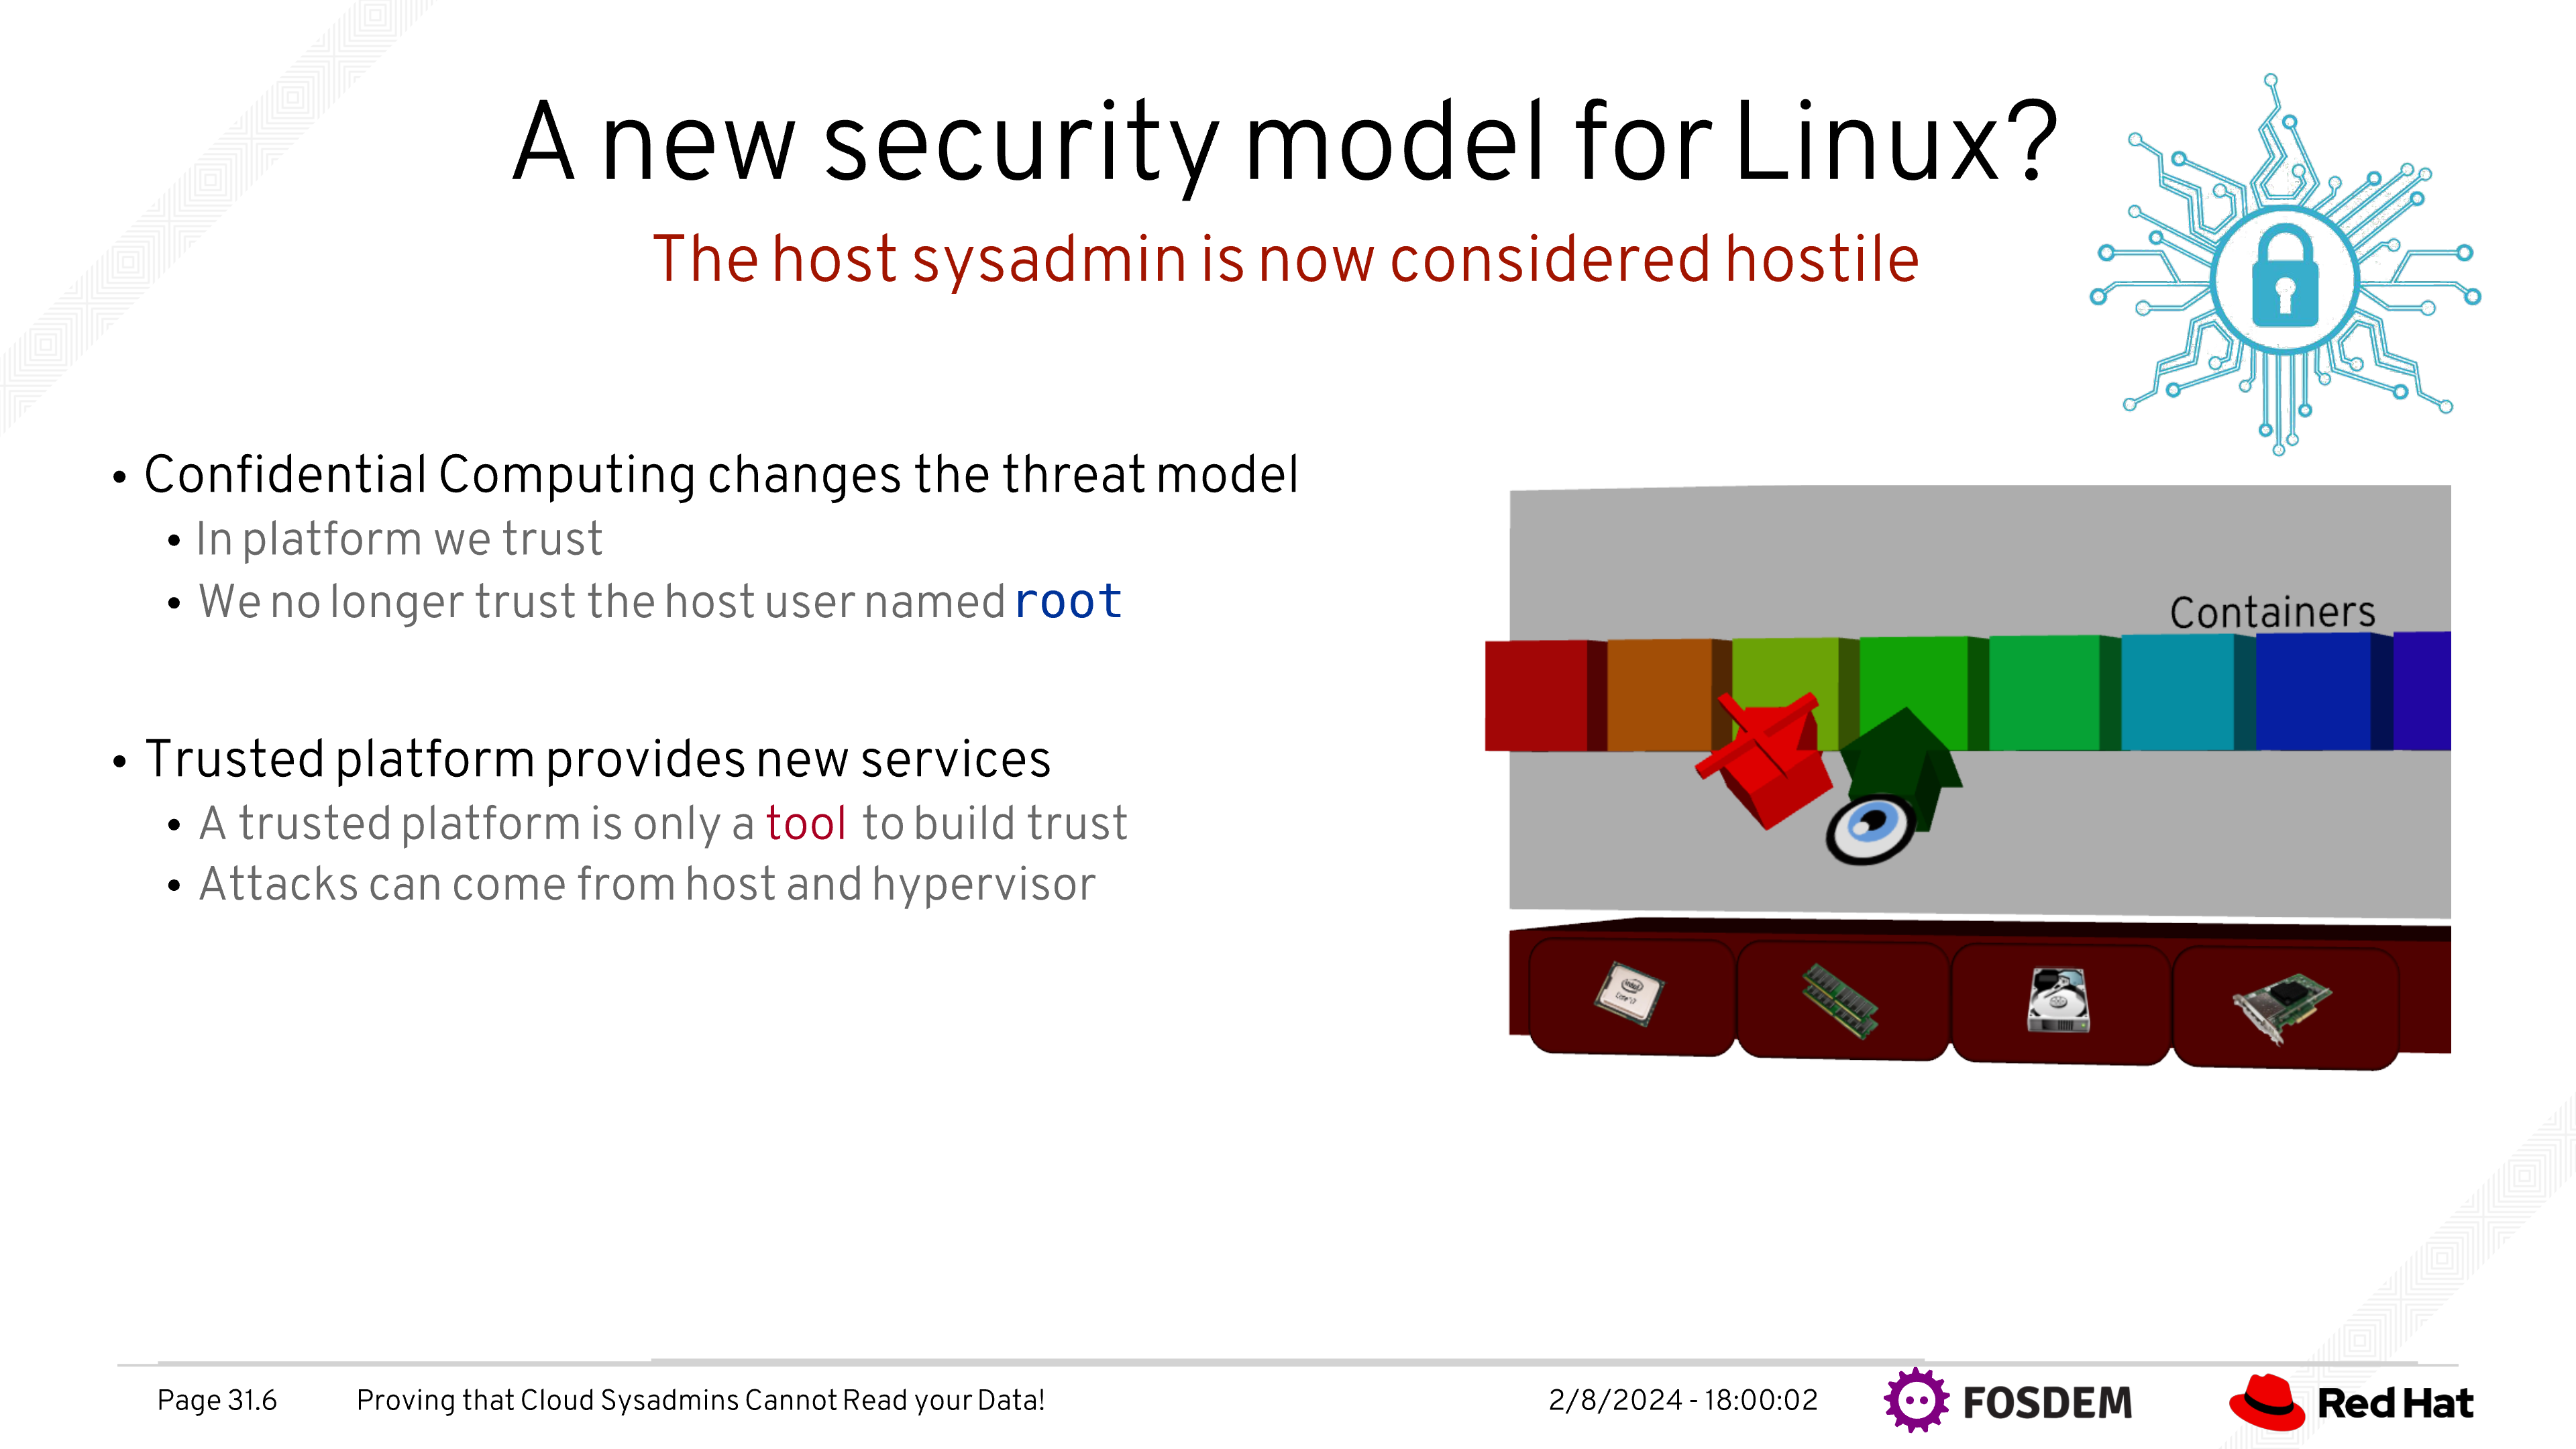 A new security model for Linux?
The host sysadmin is now considered hostile
• Confidential Computing changes the threat model
• In platform we trust
• We no longer trust the host user named root
• Trusted platform provides new services
• A trusted platform is only a tool to build trust
• Attacks can come from host and hypervisor
Containers
Page 31.6
Proving that Cloud Sysadmins Cannot Read your Data!
2/8/2024 - 18:00:02
FOSDEM
Red Hat